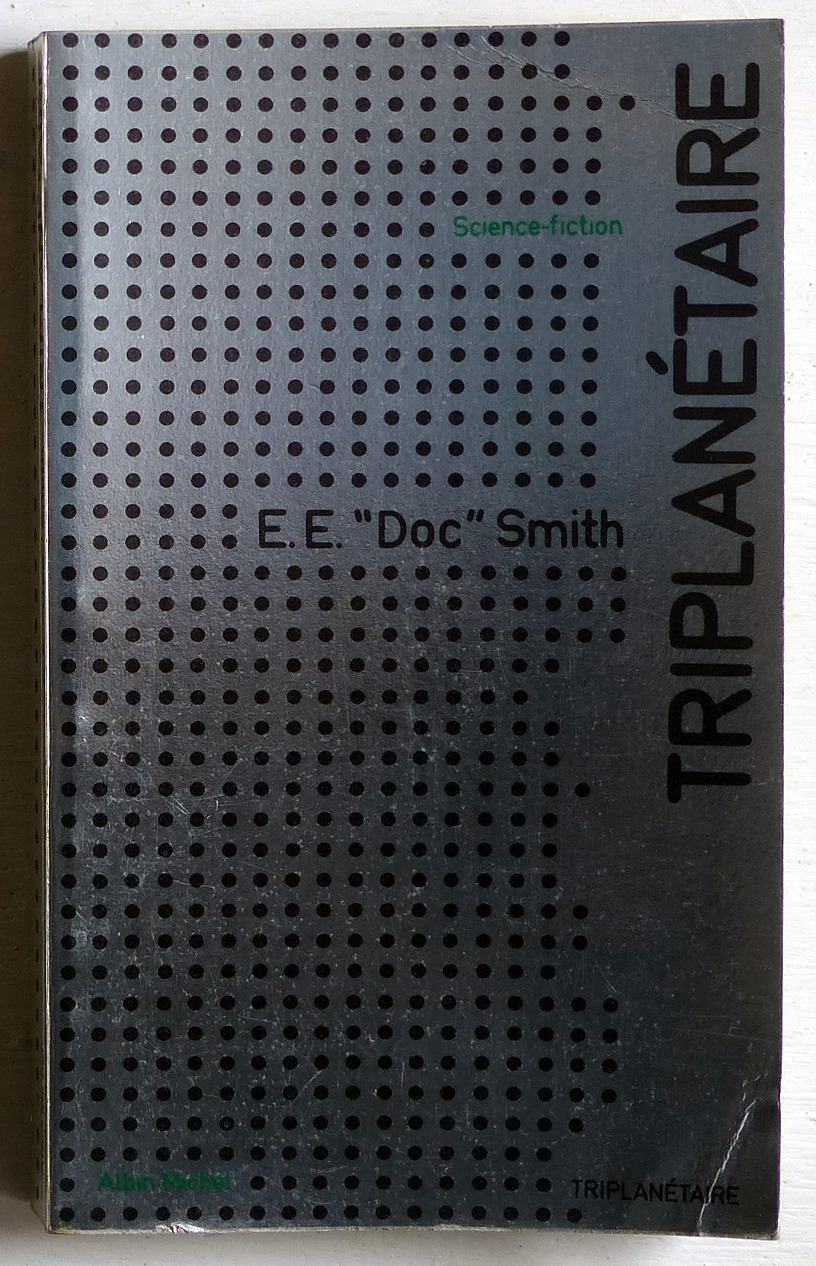 Science-fiction
E.E. "Doc" Smith
TRIPLANÉTAIRE
Albin Michel
TRIPLANÉTAIRE